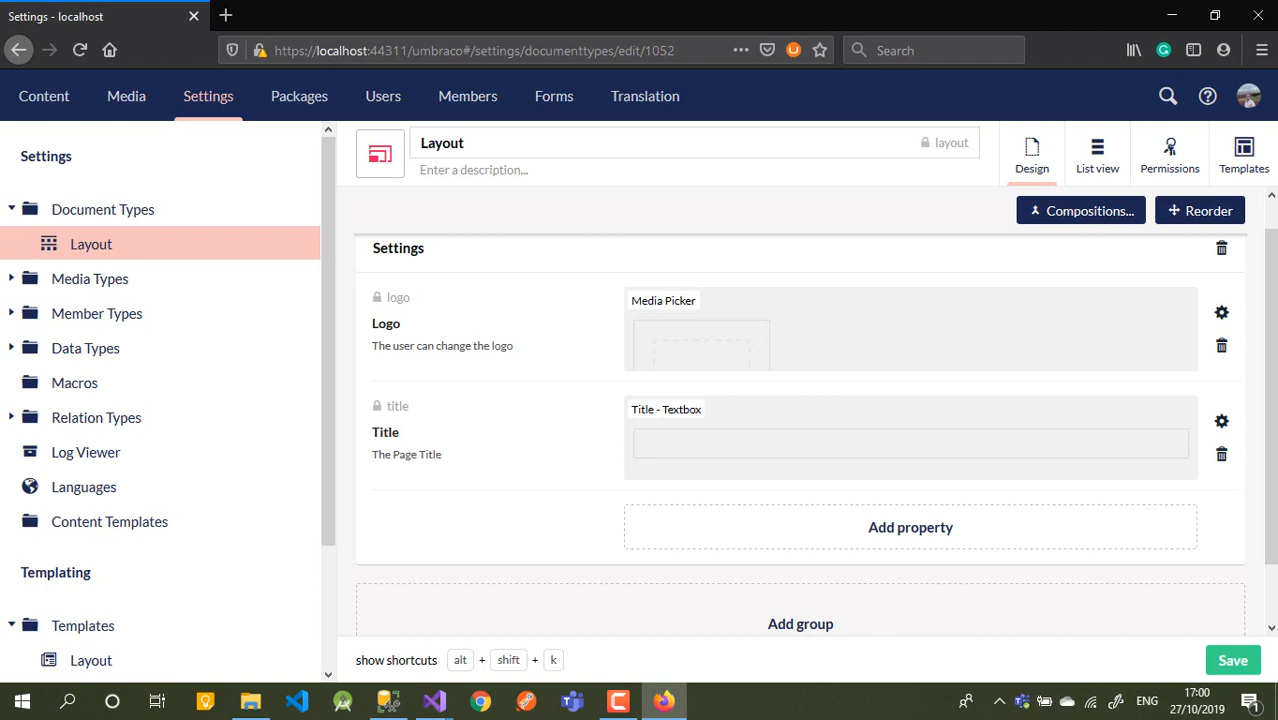 Settings - localhost
https://localhost:44311/umbraco#/settings/documenttypes/edit/1052
Search
Content
Media
Settings
Packages
Users
Members
Forms
Translation
Settings
Document Types
Layout
Media Types
Member Types
Data Types
Macros
Relation Types
Log Viewer
Languages
Content Templates
Templating
Templates
Layout
Layout
layout
Enter a description...
Design
List view
Permissions
Templates
Compositions...
Reorder
Settings
logo
Logo
The user can change the logo
Media Picker
title
Title
The Page Title
Title - Textbox
Add property
Add group
show shortcuts alt + shift + k
Save
ENG
17:00
27/10/2019
1